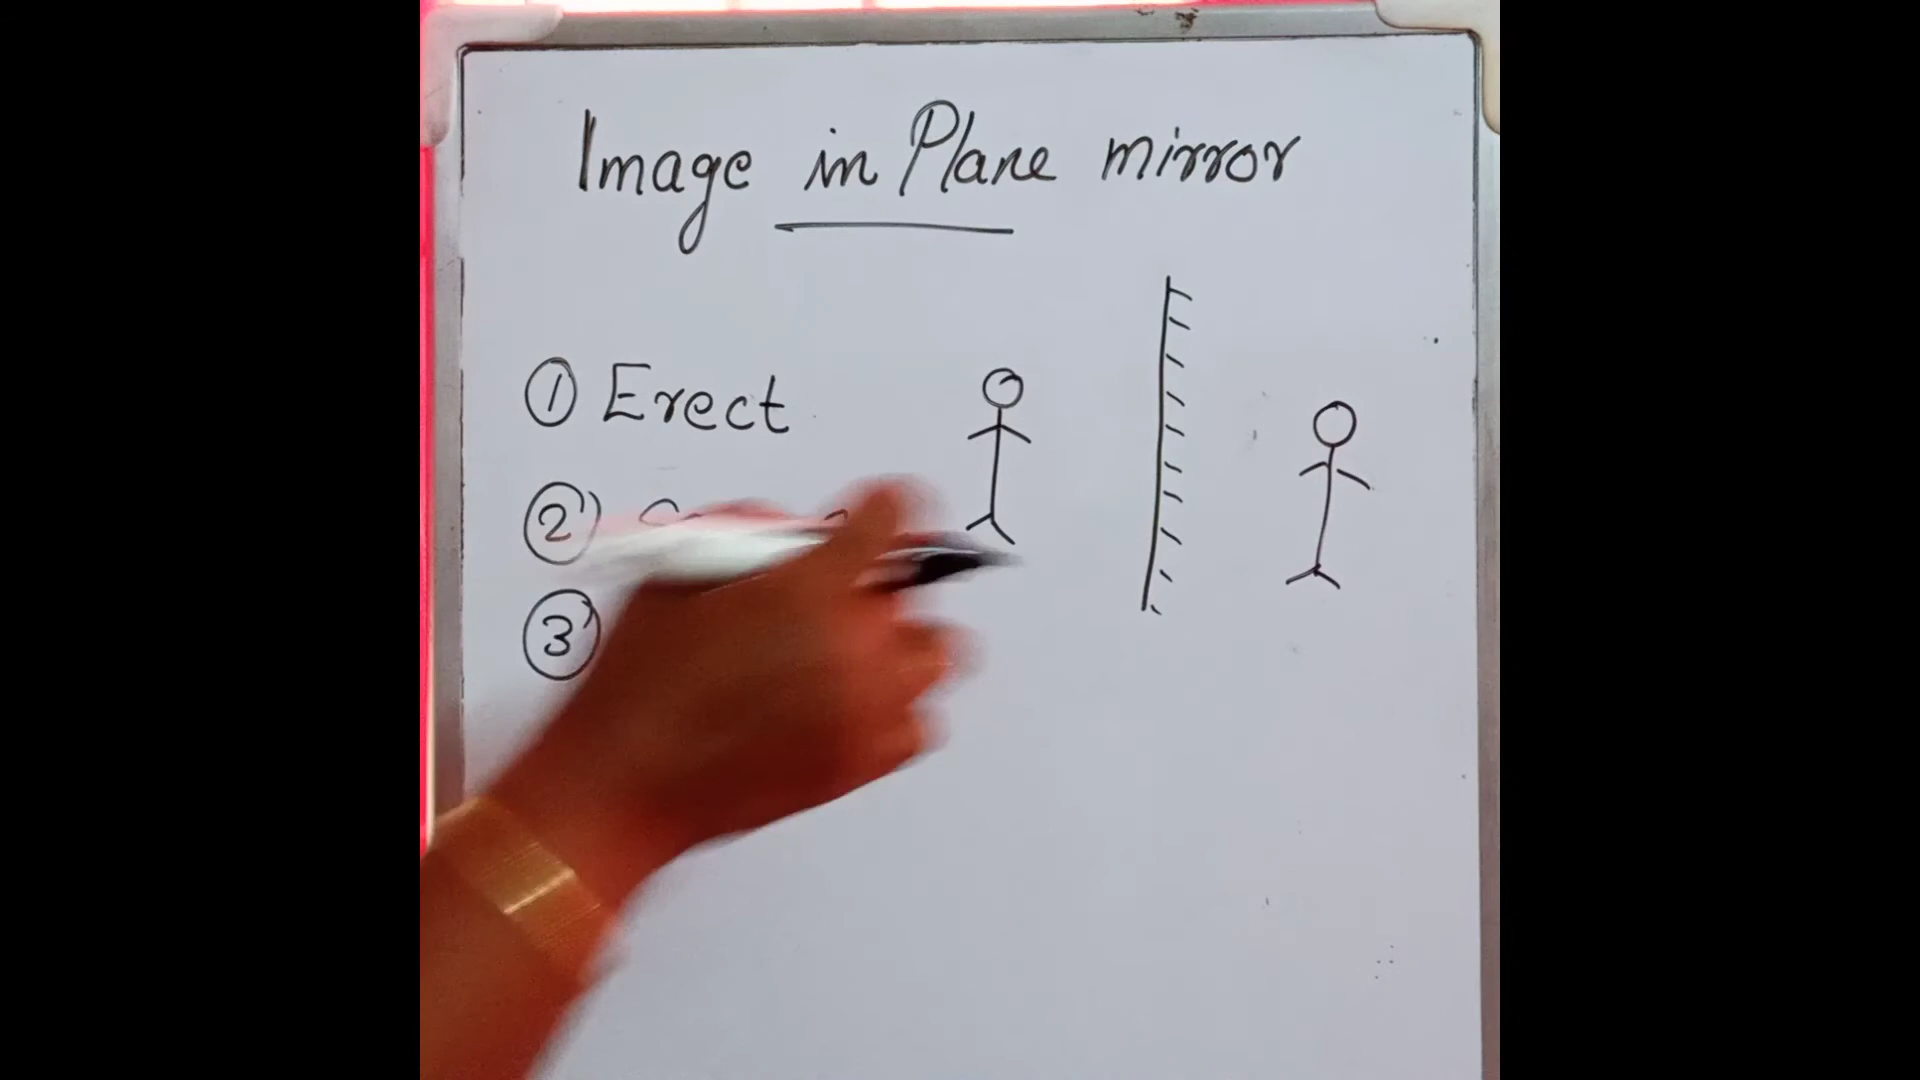 Image in Plane mirror
① Erect
②
③